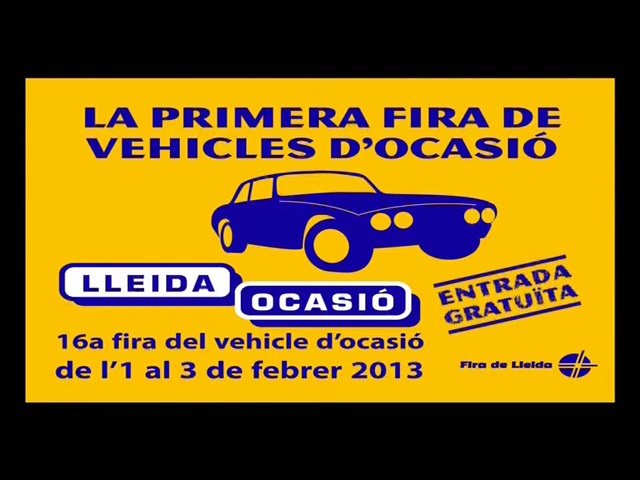 LA PRIMERA FIRA DE
VEHICLES D'OCASIÓ
LLEIDA
OCASIÓ
ENTRADA
GRATUÏTA
16a fira del vehicle d'ocasió
de l'1 al 3 de febrer 2013
Fira de Lleida